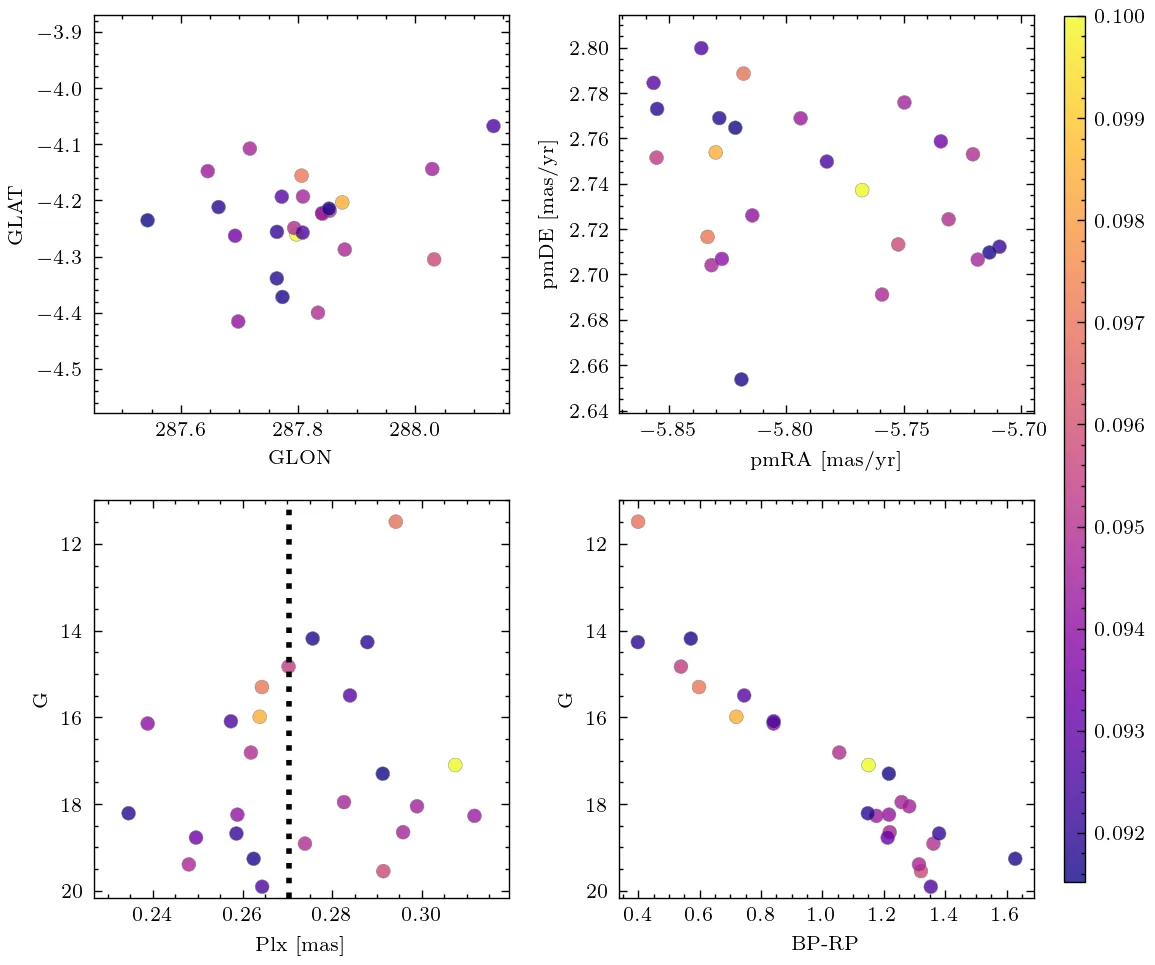 −3.9
−4.0
−4.1
−4.2
−4.3
−4.4
−4.5
GLAT
287.6 287.8 288.0
GLON
2.80
2.78
2.76
2.74
2.72
2.70
2.68
2.66
2.64
pmDE [mas/yr]
−5.85 −5.80 −5.75 −5.70
pmRA [mas/yr]
12
14
16
18
20
G
0.24 0.26 0.28 0.30
Plx [mas]
12
14
16
18
20
G
0.4 0.6 0.8 1.0 1.2 1.4 1.6
BP-RP
0.100
0.099
0.098
0.097
0.096
0.095
0.094
0.093
0.092